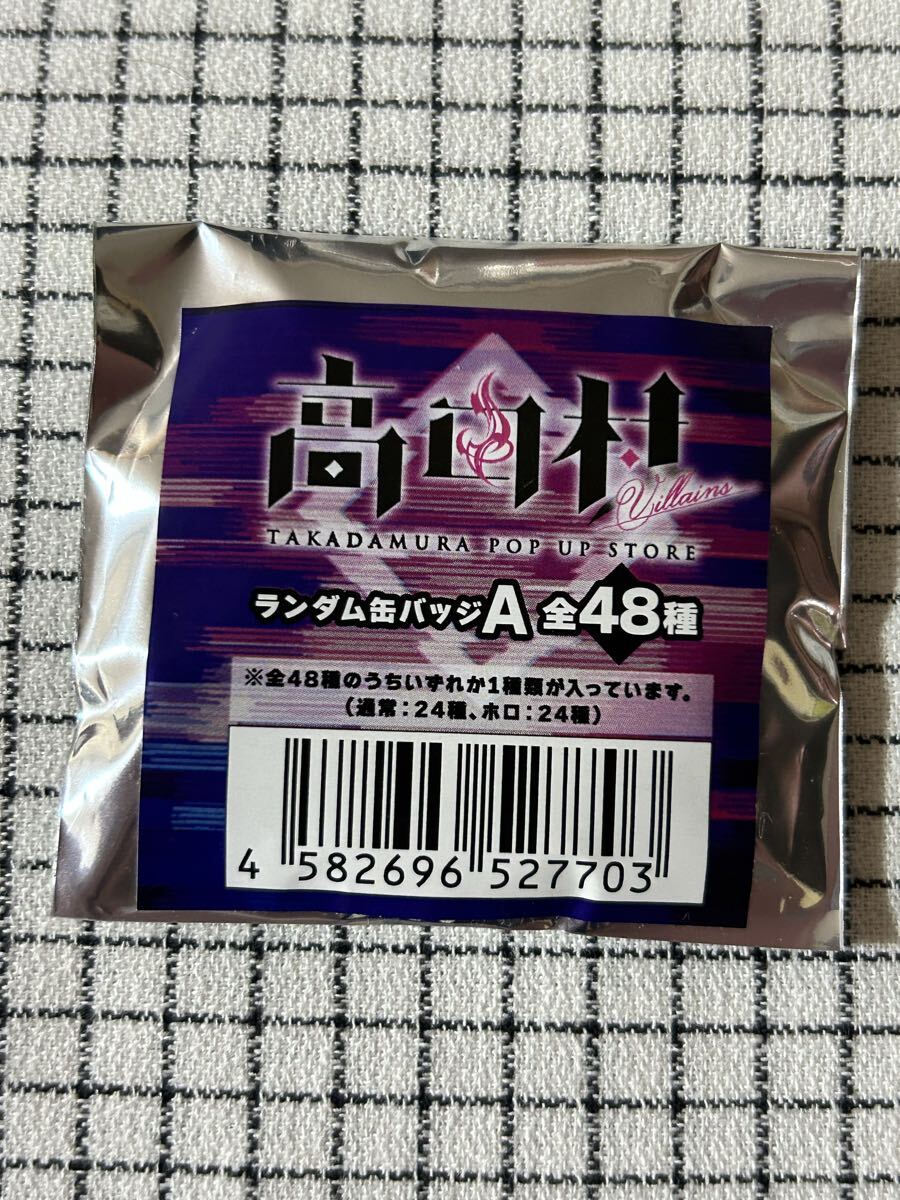 高田村
Villains
TAKADAMURA POP UP STORE
ランダム缶バッジA 全48種
※全48種のうちいずれか1種類が入っています。
（通常：24種、ホロ：24種）
4 582696 527703